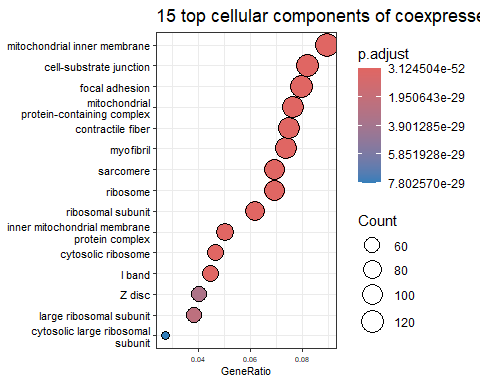 15 top cellular components of coexpresse
mitochondrial inner membrane
cell-substrate junction
focal adhesion
mitochondrial
protein-containing complex
contractile fiber
myofibril
sarcomere
ribosome
ribosomal subunit
inner mitochondrial membrane
protein complex
cytosolic ribosome
I band
Z disc
large ribosomal subunit
cytosolic large ribosomal
subunit
0.04 0.06 0.08
GeneRatio
p.adjust
3.124504e-52
1.950643e-29
3.901285e-29
5.851928e-29
7.802570e-29
Count
60
80
100
120